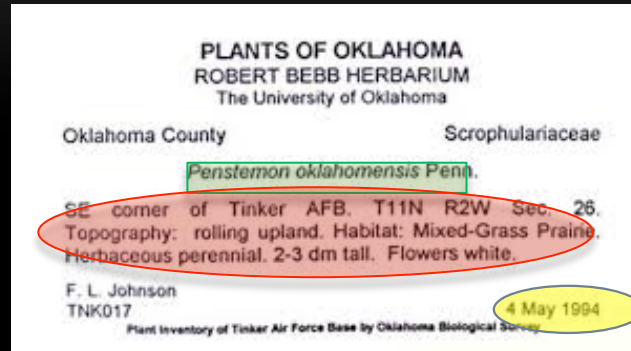 PLANTS OF OKLAHOMA
ROBERT BEBB HERBARIUM
The University of Oklahoma
Oklahoma County Scrophulariaceae
Penstemon oklahomensis Penn.
SE corner of Tinker AFB. T11N R2W Sec. 26.
Topography: rolling upland. Habitat: Mixed-Grass Prairie.
Herbaceous perennial. 2-3 dm tall. Flowers white.
F. L. Johnson
TNK017 4 May 1994
Plant Inventory of Tinker Air Force Base by Oklahoma Biological Survey